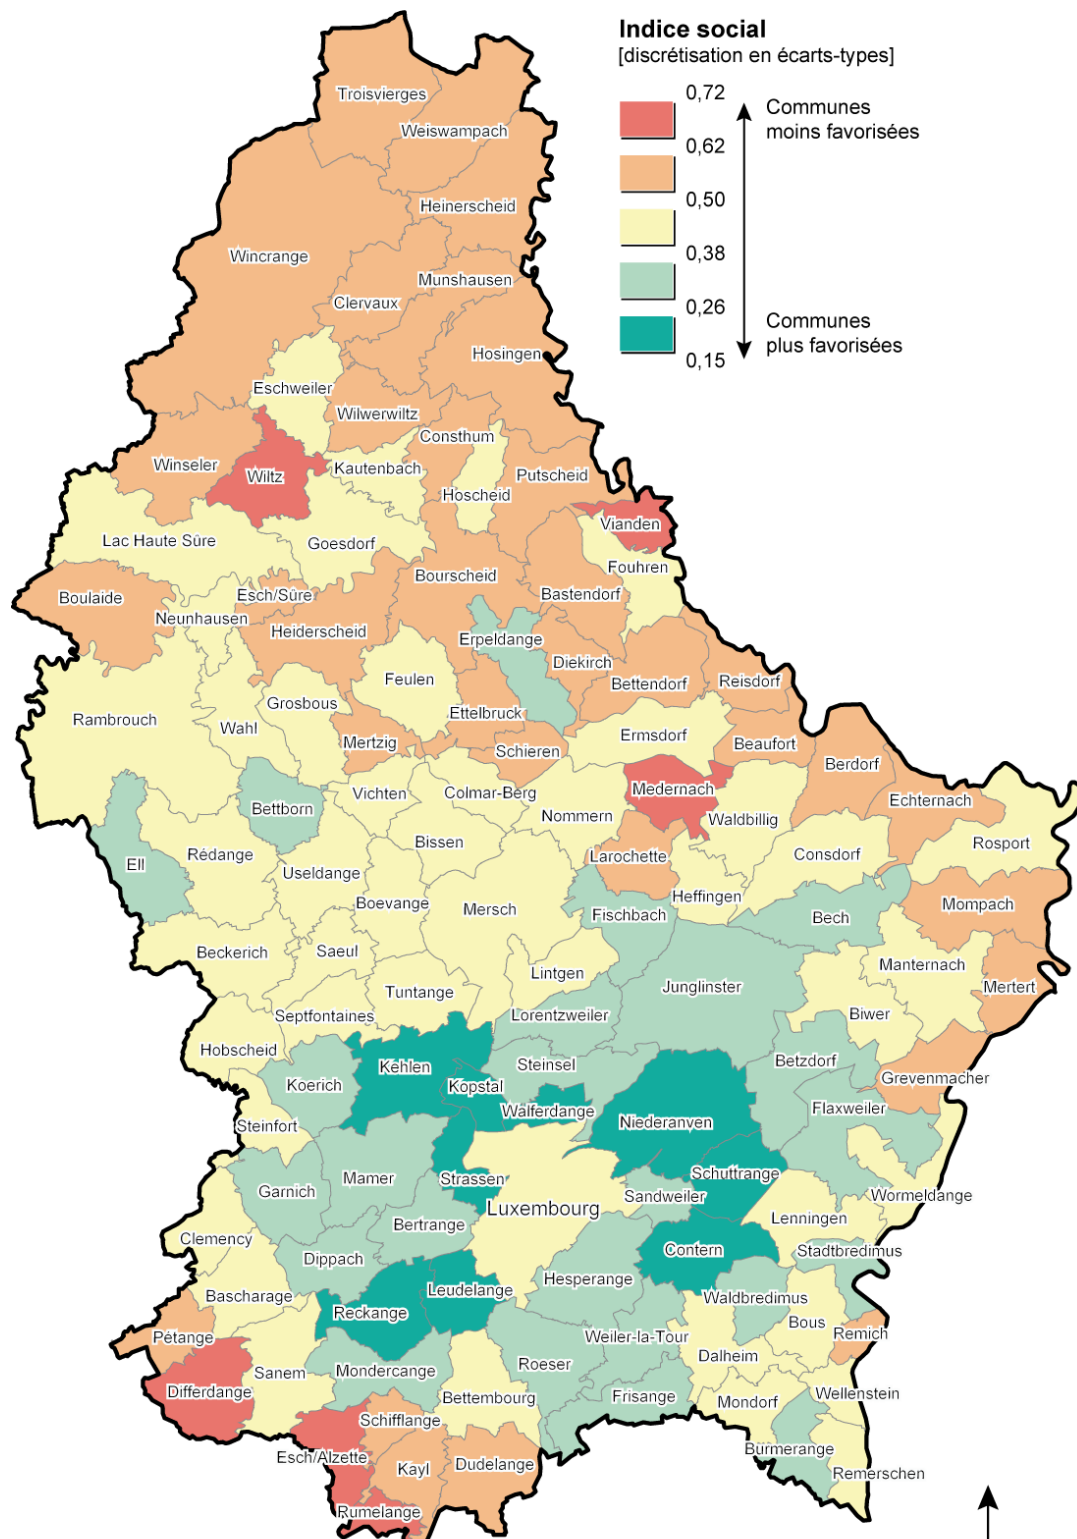 Indice social
[discrétisation en écarts-types]
0,72
Communes
moins favorisées
0,62
0,50
0,38
0,26
Communes
plus favorisées
0,15
Troisvierges
Weiswampach
Heinerscheid
Wincrange
Munshausen
Clervaux
Hosingen
Eschweiler
Wilwerwiltz
Consthum
Winseler
Kautenbach
Wiltz
Putscheid
Hoscheid
Vianden
Lac Haute Sûre
Goesdorf
Fouhren
Bourscheid
Boulaide
Esch/Sûre
Bastendorf
Neunhausen
Heiderscheid
Erpeldange
Diekirch
Feulen
Bettendorf
Reisdorf
Grosbous
Rambrouch
Ettelbruck
Wahl
Ermsdorf
Mertzig
Beaufort
Schieren
Berdorf
Medernach
Vichten
Colmar-Berg
Echternach
Bettborn
Nommern
Waldbillig
Bissen
Rosport
Rédange
Larochette
Consdorf
Ell
Useldange
Heffingen
Boevange
Mersch
Mompach
Fischbach
Bech
Saeul
Beckerich
Manternach
Lintgen
Junglinster
Mertert
Tuntange
Septfontaines
Lorentzweiler
Biwer
Hobscheid
Kehlen
Steinsel
Betzdorf
Koerich
Kopstal
Grevenmacher
Walferdange
Flaxweiler
Steinfort
Niederanven
Mamer
Strassen
Schuttrange
Garnich
Sandweiler
Wormeldange
Luxembourg
Bertrange
Lenningen
Clemency
Contern
Stadtbredimus
Dippach
Hesperange
Leudelange
Bascharage
Waldbredimus
Reckange
Bous
Pétange
Weiler-la-Tour
Remich
Dalheim
Roeser
Sanem
Mondercange
Differdange
Bettembourg
Frisange
Wellenstein
Mondorf
Schifflange
Burmerange
Esch/Alzette
Dudelange
Kayl
Remerschen
Rumelange